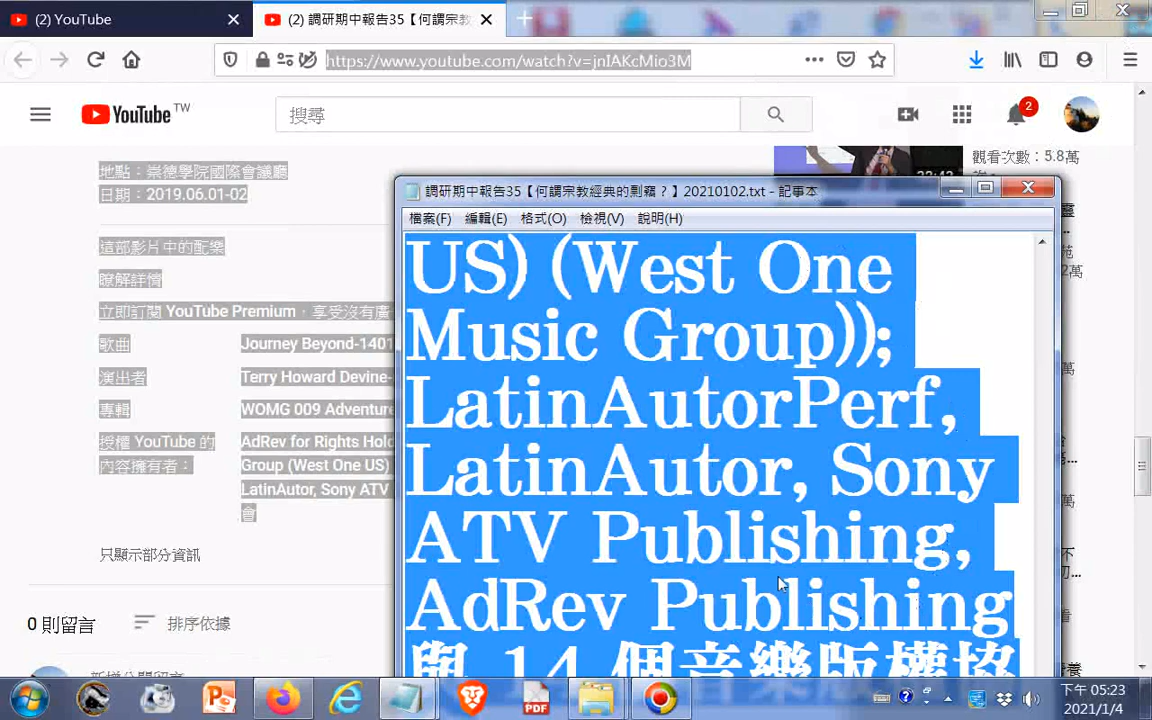 (2) YouTube
(2) 調研期中報告35【何謂宗教
https://www.youtube.com/watch?v=jnIAKcMio3M
YouTube TW
搜尋
2
地點：崇德學院國際會議廳
日期：2019.06.01-02
觀看次數：5.8萬
這部影片中的配樂
瞭解詳情
立即訂閱 YouTube Premium，享受沒有廣
歌曲
Journey Beyond-1401
演出者
Terry Howard Devine-
專輯
WOMG 009 Adventure
授權 YouTube 的
內容擁有者：
AdRev for Rights Hold
Group (West One US)
LatinAutor, Sony ATV
會
只顯示部分資訊
0 則留言
排序依據
調研期中報告35【何謂宗教經典的剽竊？】20210102.txt - 記事本
檔案(F) 編輯(E) 格式(O) 檢視(V) 說明(H)
US) (West One
Music Group));
LatinAutorPerf,
LatinAutor, Sony
ATV Publishing,
AdRev Publishing
與 14 個音樂版權協
下午 05:23
2021/1/4